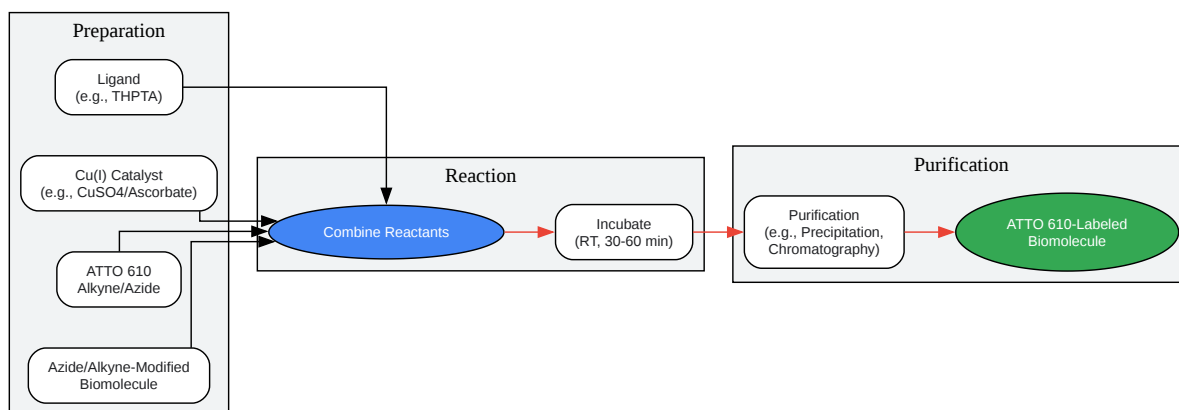 Preparation
Ligand
(e.g., THPTA)
Cu(I) Catalyst
(e.g., CuSO4/Ascorbate)
ATTO 610
Alkyne/Azide
Azide/Alkyne-Modified
Biomolecule
Reaction
Combine Reactants
Incubate
(RT, 30-60 min)
Purification
Purification
(e.g., Precipitation,
Chromatography)
ATTO 610-Labeled
Biomolecule